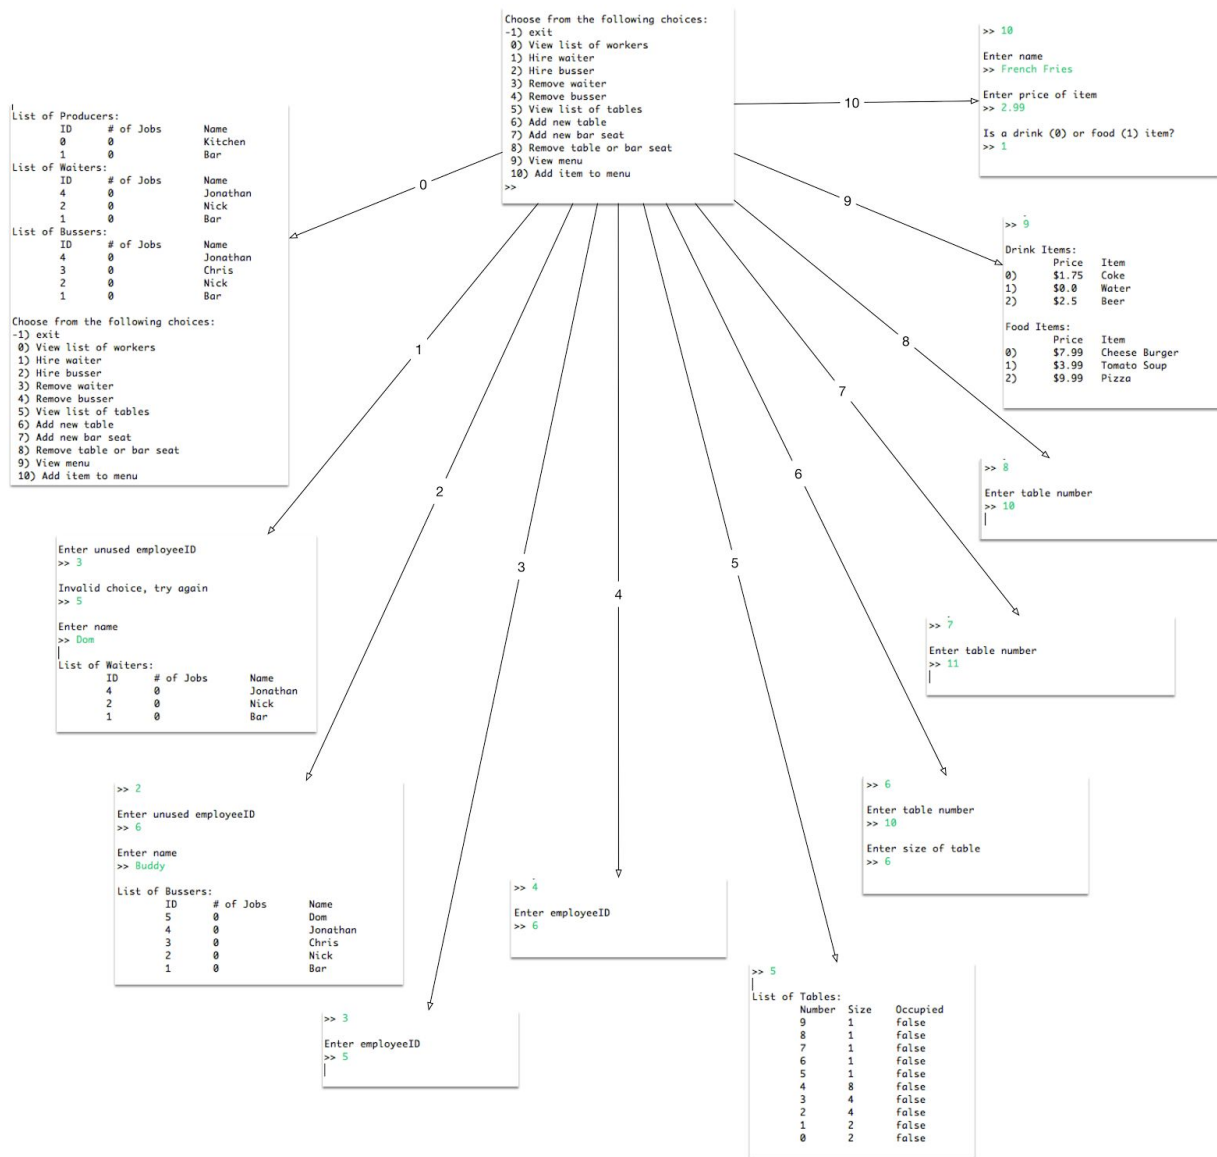 Choose from the following choices:
-1) exit
0) View list of workers
1) Hire waiter
2) Hire busser
3) Remove waiter
4) Remove busser
5) View list of tables
6) Add new table
7) Add new bar seat
8) Remove table or bar seat
9) View menu
10) Add item to menu
>>
0
List of Producers:
ID # of Jobs Name
0 0 Kitchen
1 0 Bar
List of Waiters:
ID # of Jobs Name
4 0 Jonathan
2 0 Nick
1 0 Bar
List of Bussers:
ID # of Jobs Name
4 0 Jonathan
3 0 Chris
2 0 Nick
1 0 Bar
Choose from the following choices:
-1) exit
0) View list of workers
1) Hire waiter
2) Hire busser
3) Remove waiter
4) Remove busser
5) View list of tables
6) Add new table
7) Add new bar seat
8) Remove table or bar seat
9) View menu
10) Add item to menu
1
Enter unused employeeID
>> 3
Invalid choice, try again
>> 5
Enter name
>> Dom
List of Waiters:
ID # of Jobs Name
4 0 Jonathan
2 0 Nick
1 0 Bar
2
>> 2
Enter unused employeeID
>> 6
Enter name
>> Buddy
List of Bussers:
ID # of Jobs Name
5 0 Dom
4 0 Jonathan
3 0 Chris
2 0 Nick
1 0 Bar
3
>> 3
Enter employeeID
>> 5
4
>> 4
Enter employeeID
>> 6
5
>> 5
List of Tables:
Number Size Occupied
9 1 false
8 1 false
7 1 false
6 1 false
5 1 false
4 8 false
3 4 false
2 4 false
1 2 false
0 2 false
6
>> 6
Enter table number
>> 10
Enter size of table
>> 6
7
>> 7
Enter table number
>> 11
8
>> 8
Enter table number
>> 10
9
>> 9
Drink Items:
Price Item
0) $1.75 Coke
1) $0.0 Water
2) $2.5 Beer
Food Items:
Price Item
0) $7.99 Cheese Burger
1) $3.99 Tomato Soup
2) $9.99 Pizza
10
>> 10
Enter name
>> French Fries
Enter price of item
>> 2.99
Is a drink (0) or food (1) item?
>> 1